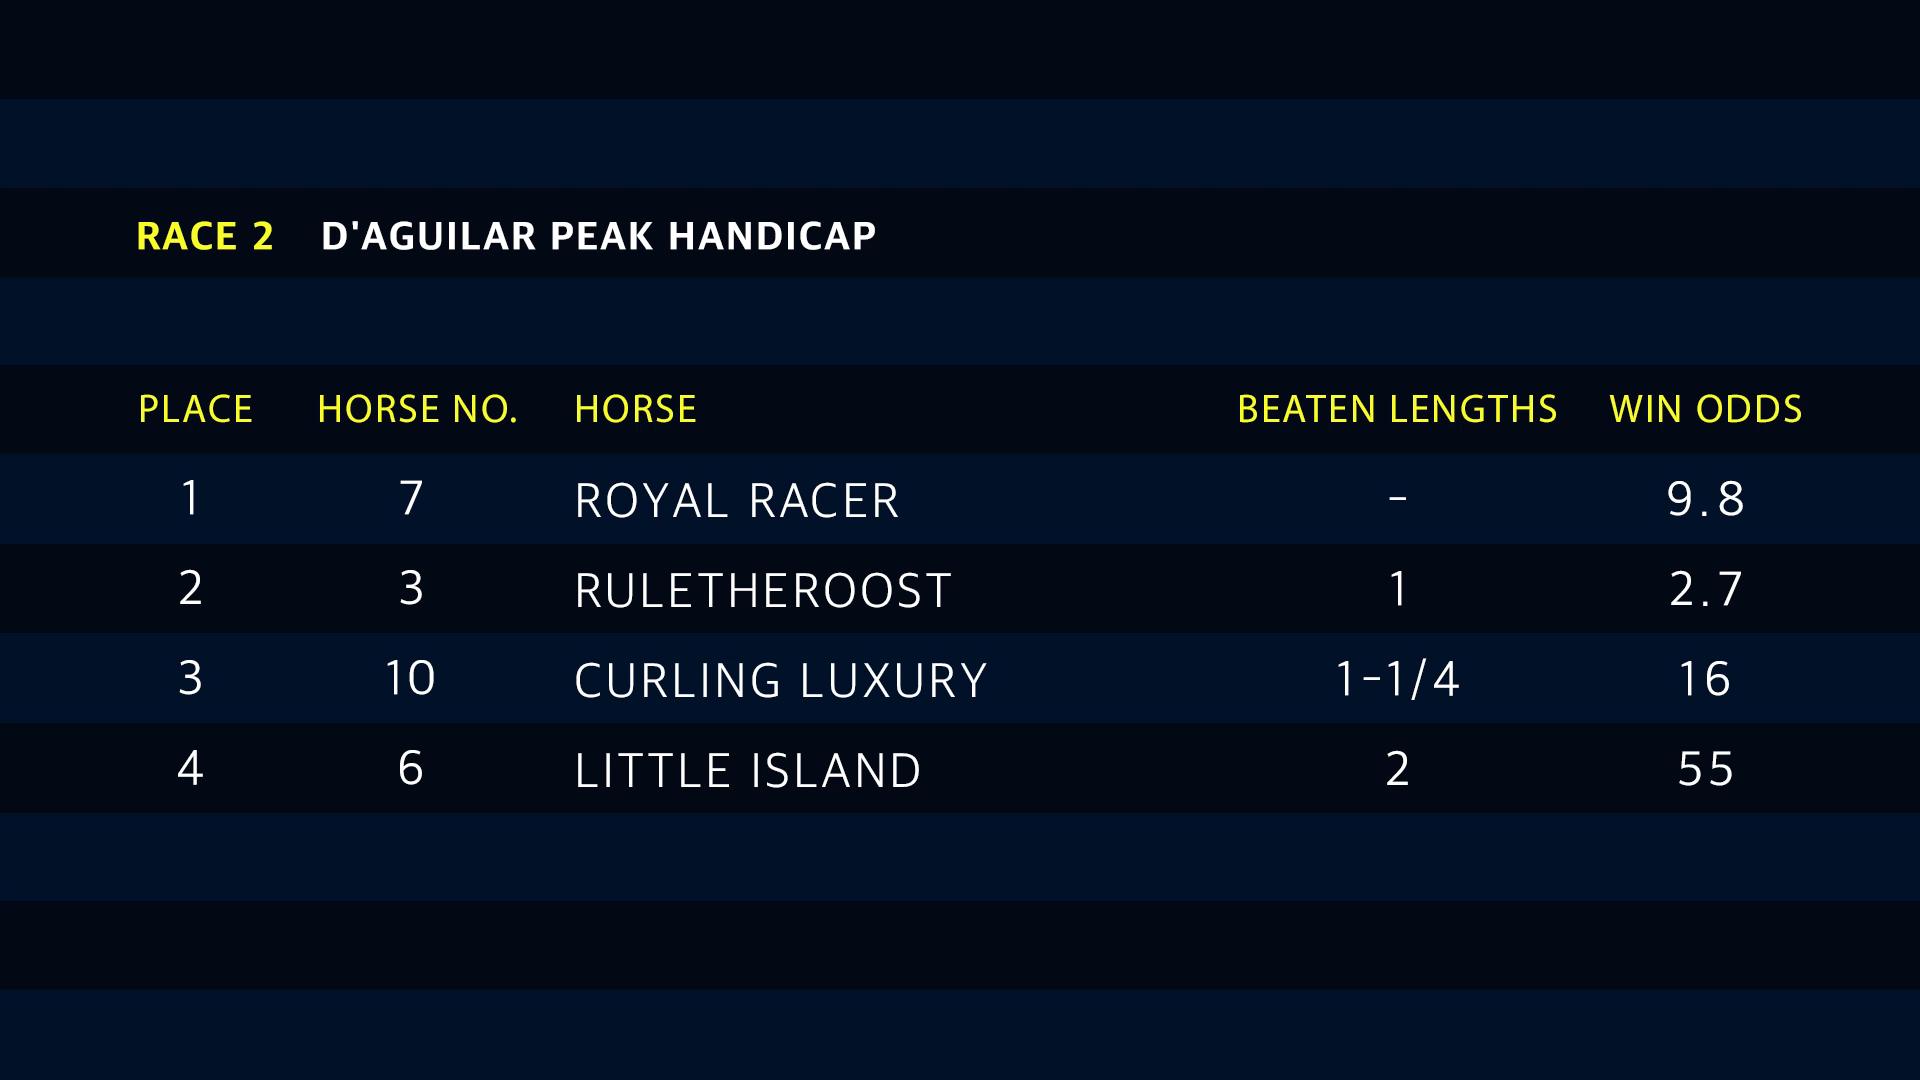 RACE 2 D'AGUILAR PEAK HANDICAP
PLACE HORSE NO. HORSE BEATEN LENGTHS WIN ODDS
1 7 ROYAL RACER - 9.8
2 3 RULETHEROOST 1 2.7
3 10 CURLING LUXURY 1-1/4 16
4 6 LITTLE ISLAND 2 55